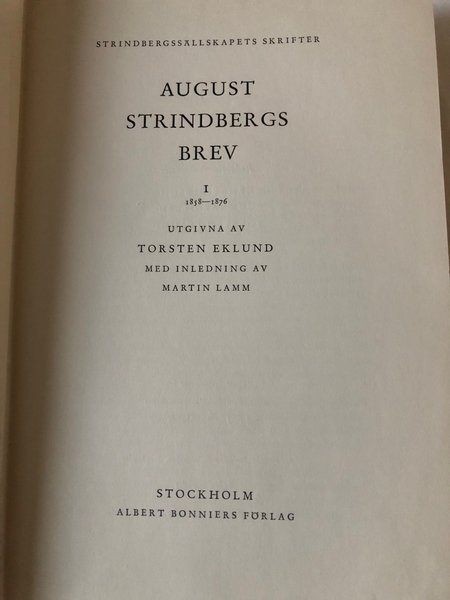 STRINDBERGSSÄLLSKAPETS SKRIFTER
AUGUST
STRINDBERGS
BREV
I
1858—1876
UTGIVNA AV
TORSTEN EKLUND
MED INLEDNING AV
MARTIN LAMM
STOCKHOLM
ALBERT BONNIERS FÖRLAG